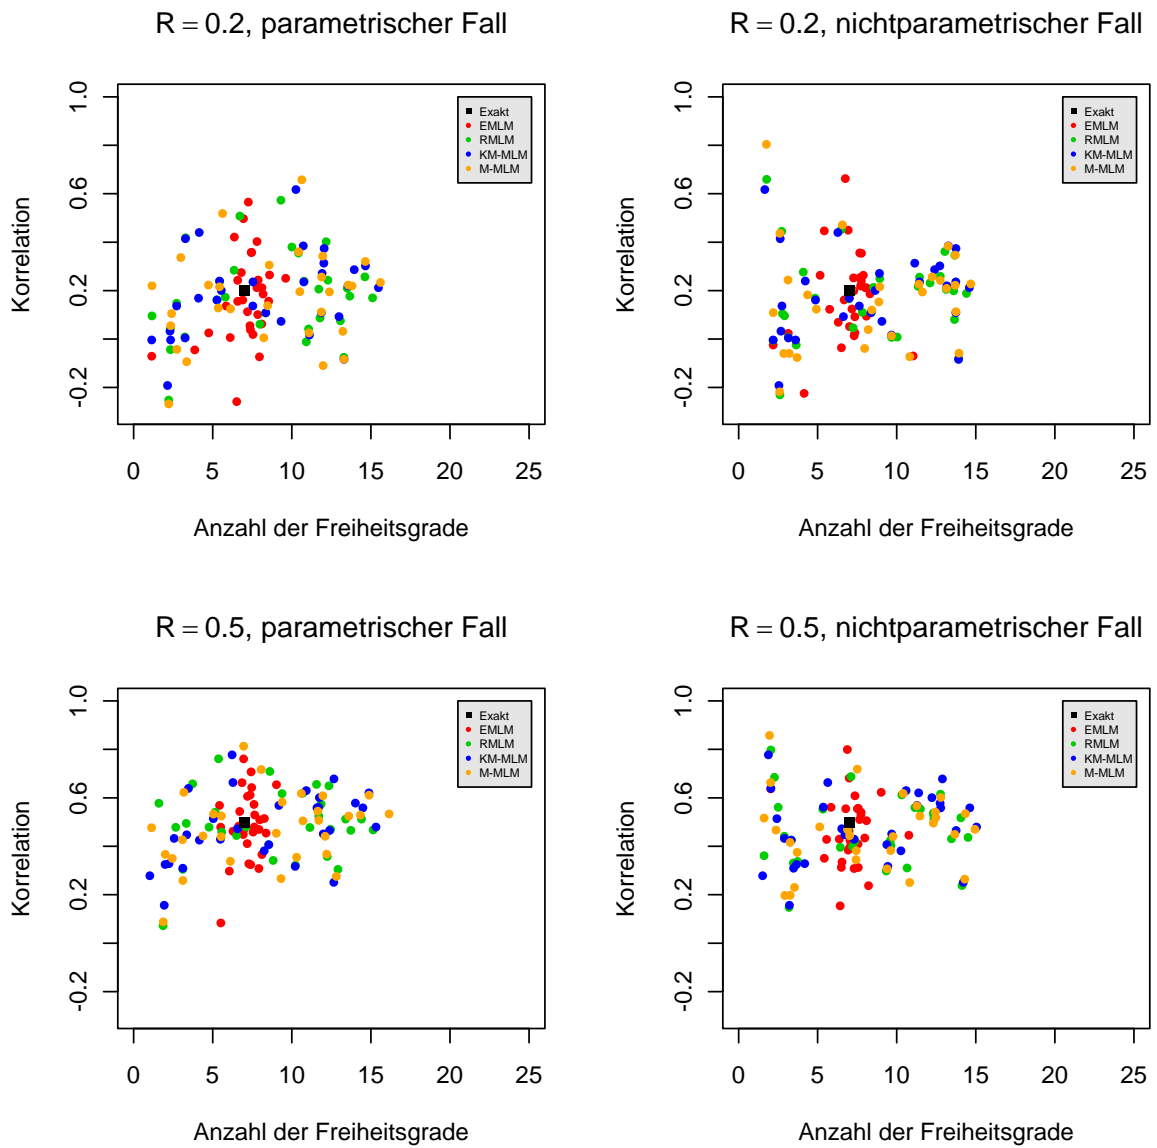 R = 0.2, parametrischer Fall
Korrelation
1.0
0.6
0.2
-0.2
Exakt
EMLM
RMLM
KM-MLM
M-MLM
0 5 10 15 20 25
Anzahl der Freiheitsgrade
R = 0.2, nichtparametrischer Fall
Korrelation
1.0
0.6
0.2
-0.2
Exakt
EMLM
RMLM
KM-MLM
M-MLM
0 5 10 15 20 25
Anzahl der Freiheitsgrade
R = 0.5, parametrischer Fall
Korrelation
1.0
0.6
0.2
-0.2
Exakt
EMLM
RMLM
KM-MLM
M-MLM
0 5 10 15 20 25
Anzahl der Freiheitsgrade
R = 0.5, nichtparametrischer Fall
Korrelation
1.0
0.6
0.2
-0.2
Exakt
EMLM
RMLM
KM-MLM
M-MLM
0 5 10 15 20 25
Anzahl der Freiheitsgrade